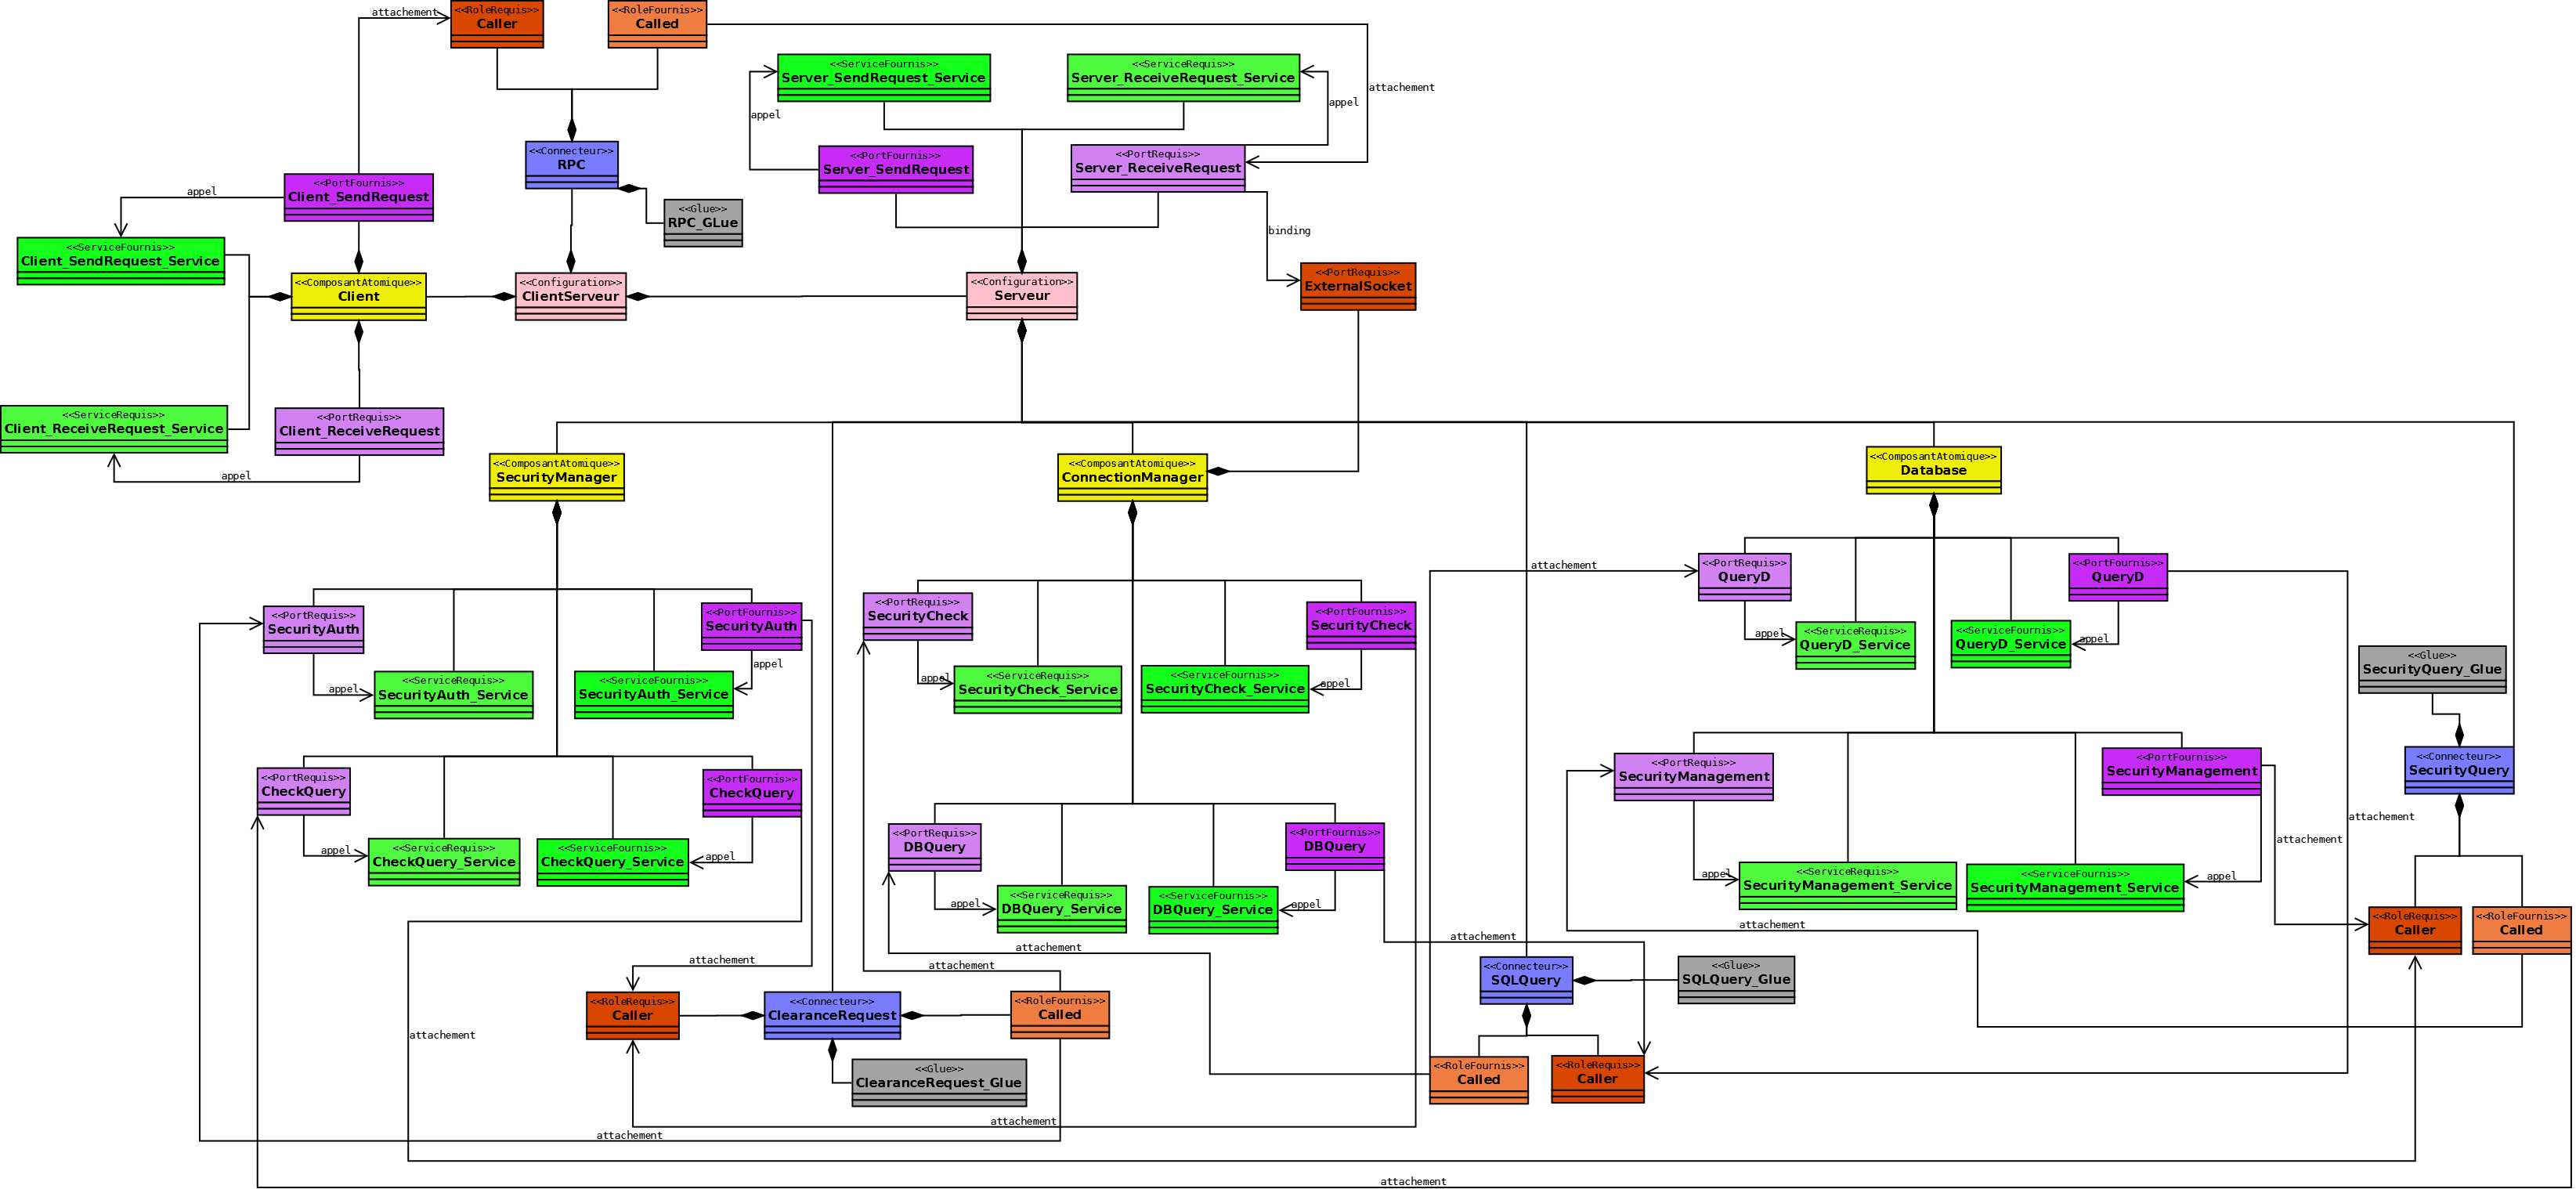 attachement
<<RoleRequis>>
Caller
<<RoleFournis>>
Called
<<ServiceFournis>>
Server_SendRequest_Service
<<ServiceRequis>>
Server_ReceiveRequest_Service
attachement
appel
appel
<<Connecteur>>
RPC
<<PortFournis>>
Server_SendRequest
<<PortRequis>>
Server_ReceiveRequest
<<PortFournis>>
Client_SendRequest
appel
<<Glue>>
RPC_GLue
binding
<<ServiceFournis>>
Client_SendRequest_Service
<<ComposantAtomique>>
Client
<<Configuration>>
ClientServeur
<<Configuration>>
Serveur
<<PortRequis>>
ExternalSocket
<<ServiceRequis>>
Client_ReceiveRequest_Service
<<PortRequis>>
Client_ReceiveRequest
appel
<<ComposantAtomique>>
SecurityManager
<<ComposantAtomique>>
ConnectionManager
<<ComposantAtomique>>
Database
attachement
<<PortRequis>>
QueryD
<<PortFournis>>
QueryD
<<PortRequis>>
SecurityAuth
<<PortFournis>>
SecurityAuth
<<PortRequis>>
SecurityCheck
<<PortFournis>>
SecurityCheck
appel
<<ServiceRequis>>
QueryD_Service
<<ServiceFournis>>
QueryD_Service
appel
appel
<<ServiceRequis>>
SecurityAuth_Service
<<ServiceFournis>>
SecurityAuth_Service
appel
appel
<<ServiceRequis>>
SecurityCheck_Service
<<ServiceFournis>>
SecurityCheck_Service
appel
<<Glue>>
SecurityQuery_Glue
<<PortRequis>>
CheckQuery
<<PortFournis>>
CheckQuery
<<PortRequis>>
SecurityManagement
<<PortFournis>>
SecurityManagement
<<Connecteur>>
SecurityQuery
attachement
attachement
appel
<<ServiceRequis>>
CheckQuery_Service
<<ServiceFournis>>
CheckQuery_Service
appel
<<PortRequis>>
DBQuery
<<PortFournis>>
DBQuery
appel
<<ServiceRequis>>
SecurityManagement_Service
<<ServiceFournis>>
SecurityManagement_Service
appel
appel
<<ServiceRequis>>
DBQuery_Service
<<ServiceFournis>>
DBQuery_Service
appel
<<RoleRequis>>
Caller
<<RoleFournis>>
Called
attachement
attachement
attachement
attachement
attachement
<<Connecteur>>
SQLQuery
<<Glue>>
SQLQuery_Glue
<<RoleRequis>>
Caller
<<Connecteur>>
ClearanceRequest
<<RoleFournis>>
Called
attachement
<<Glue>>
ClearanceRequest_Glue
<<RoleFournis>>
Called
<<RoleRequis>>
Caller
attachement
attachement
attachement